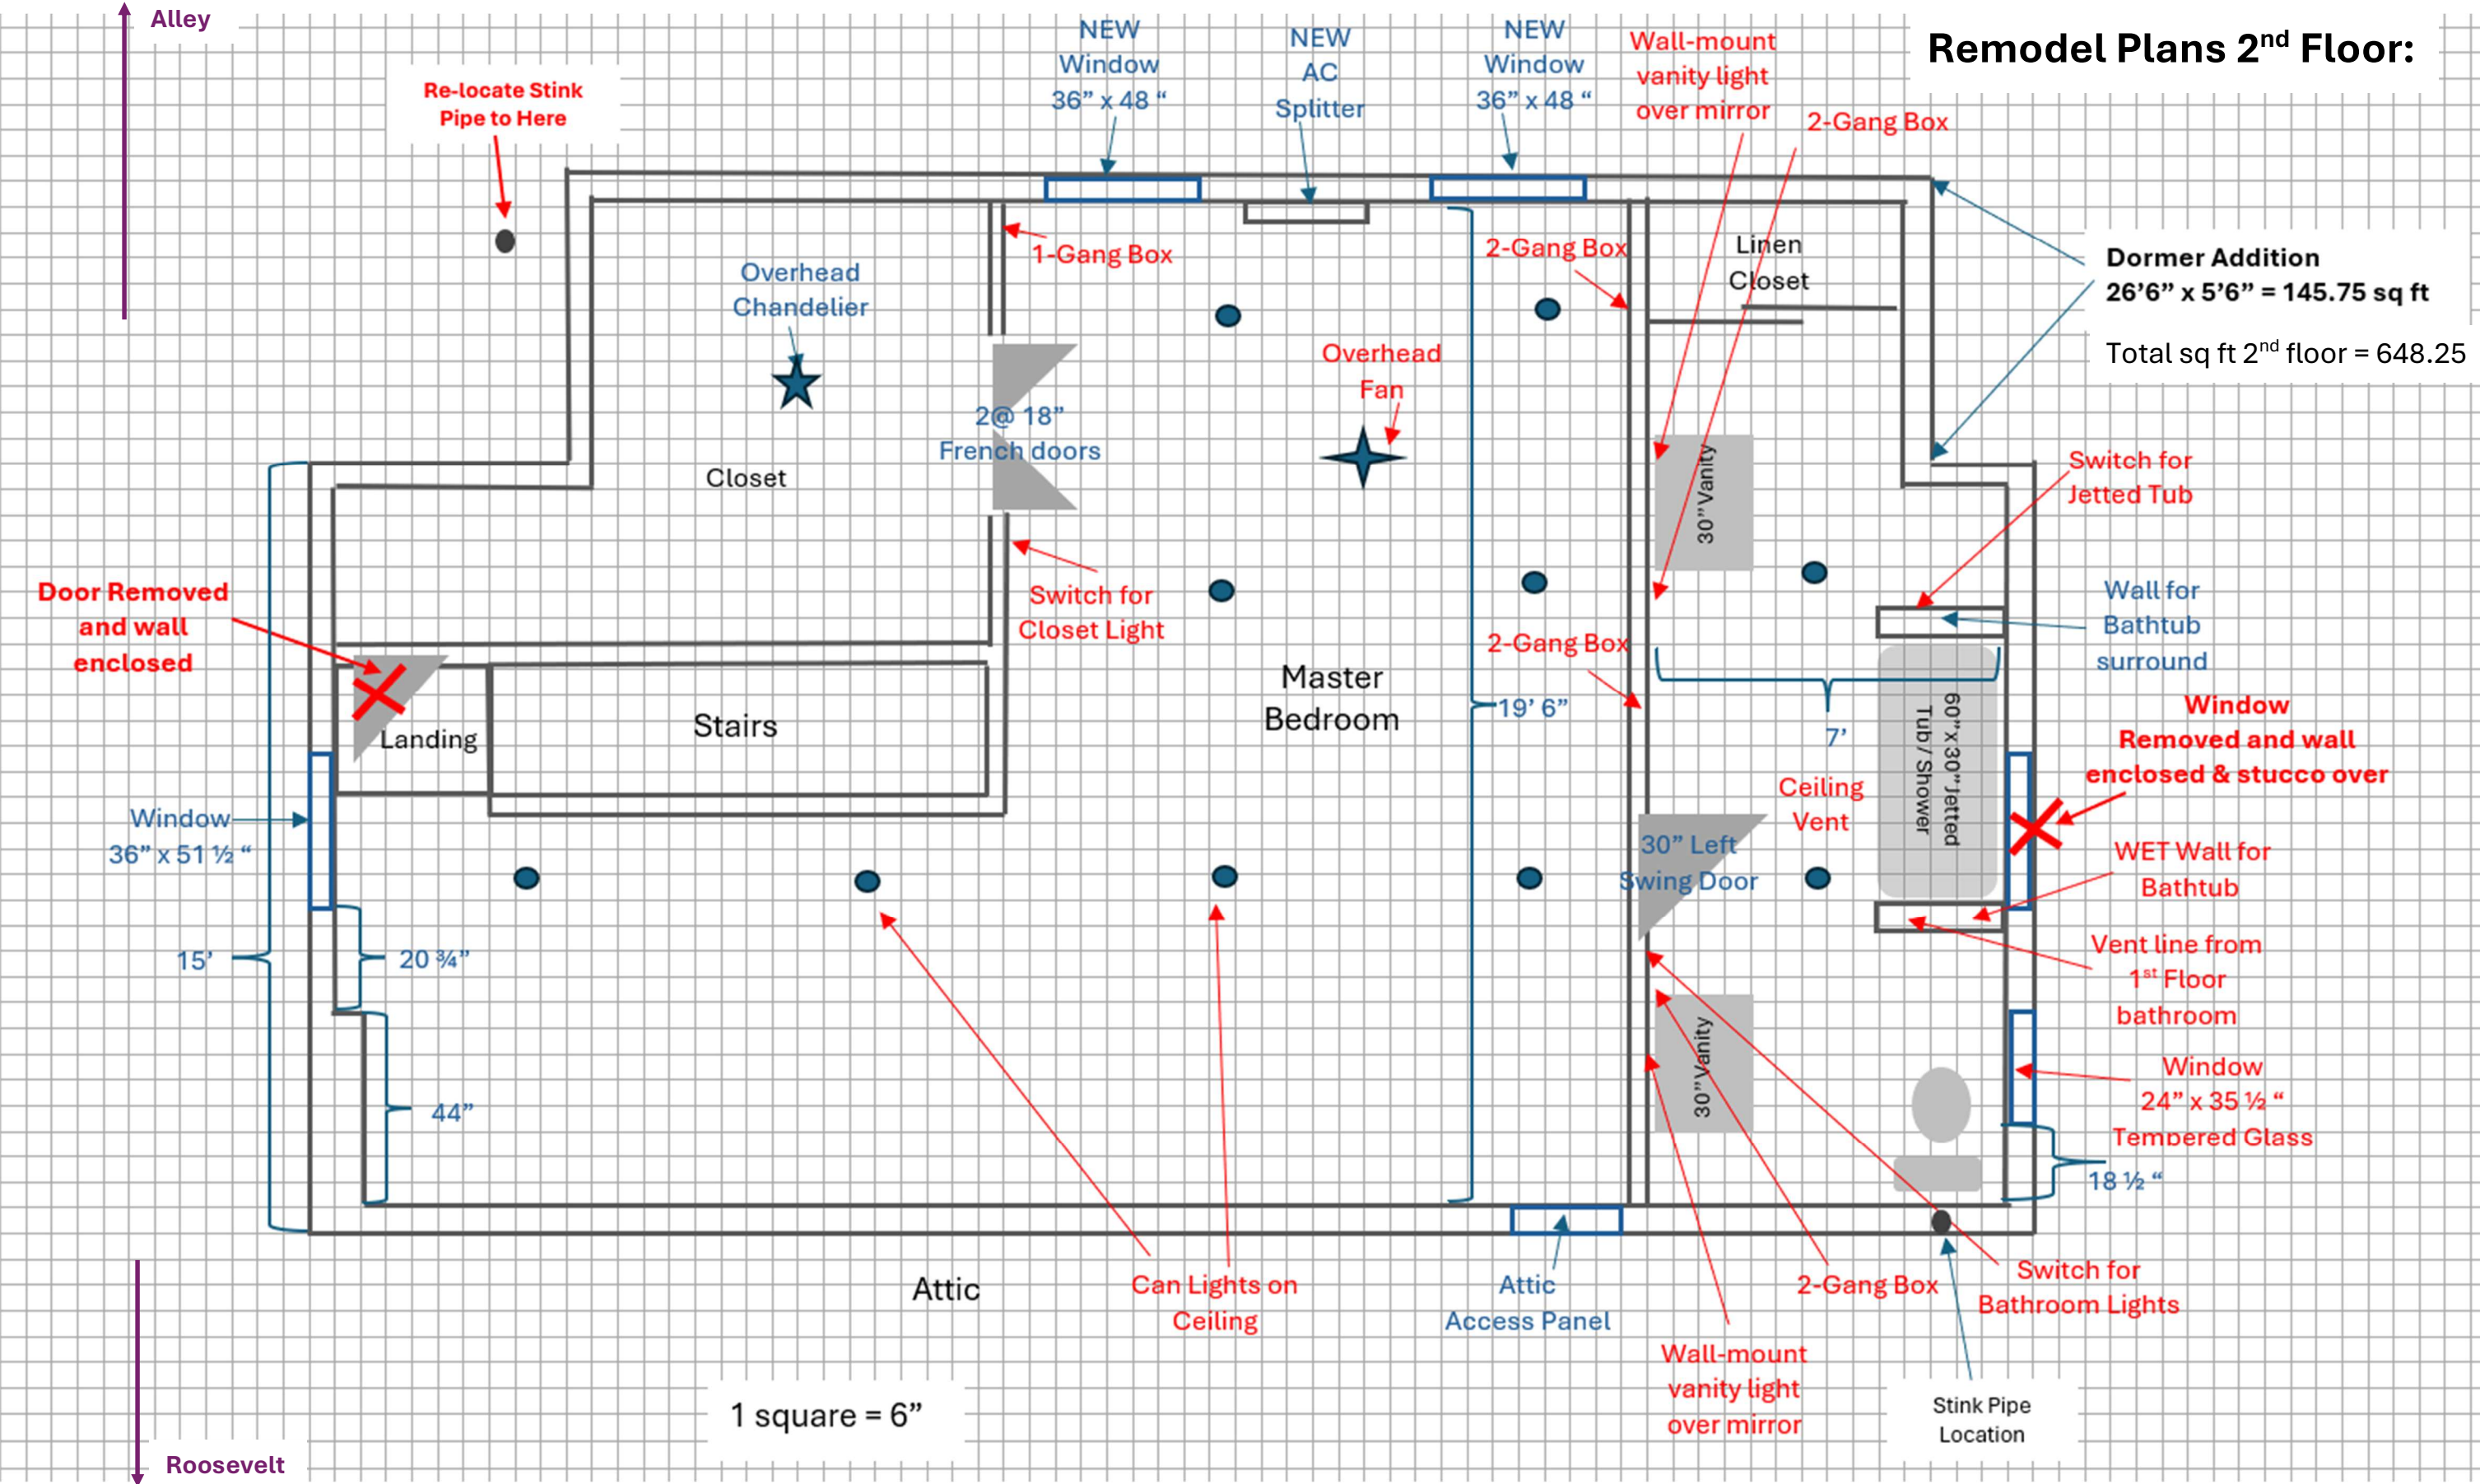 Alley
Remodel Plans 2nd Floor:
Re-locate Stink
Pipe to Here
NEW
Window
36” x 48 “
NEW
AC
Splitter
NEW
Window
36” x 48 “
Wall-mount
vanity light
over mirror
2-Gang Box
1-Gang Box
2-Gang Box
Linen
Closet
Dormer Addition
26’6” x 5’6” = 145.75 sq ft
Total sq ft 2nd floor = 648.25
Overhead
Chandelier
Overhead
Fan
2@ 18”
French doors
Closet
30”Vanity
Switch for
Jetted Tub
Door Removed
and wall
enclosed
Switch for
Closet Light
Wall for
Bathtub
surround
2-Gang Box
Master
Bedroom
19’ 6”
7’
60”x30”Jetted
Tub / Shower
Window
Removed and wall
enclosed & stucco over
Landing
Stairs
Ceiling
Vent
Window
36” x 51 ½ “
30” Left
Swing Door
WET Wall for
Bathtub
15’
20 ¾”
Vent line from
1st Floor
bathroom
44”
30”Vanity
Window
24” x 35 ½ “
Tempered Glass
18 ½ “
Attic
Can Lights on
Ceiling
Attic
Access Panel
2-Gang Box
Switch for
Bathroom Lights
Wall-mount
vanity light
over mirror
Stink Pipe
Location
1 square = 6”
Roosevelt